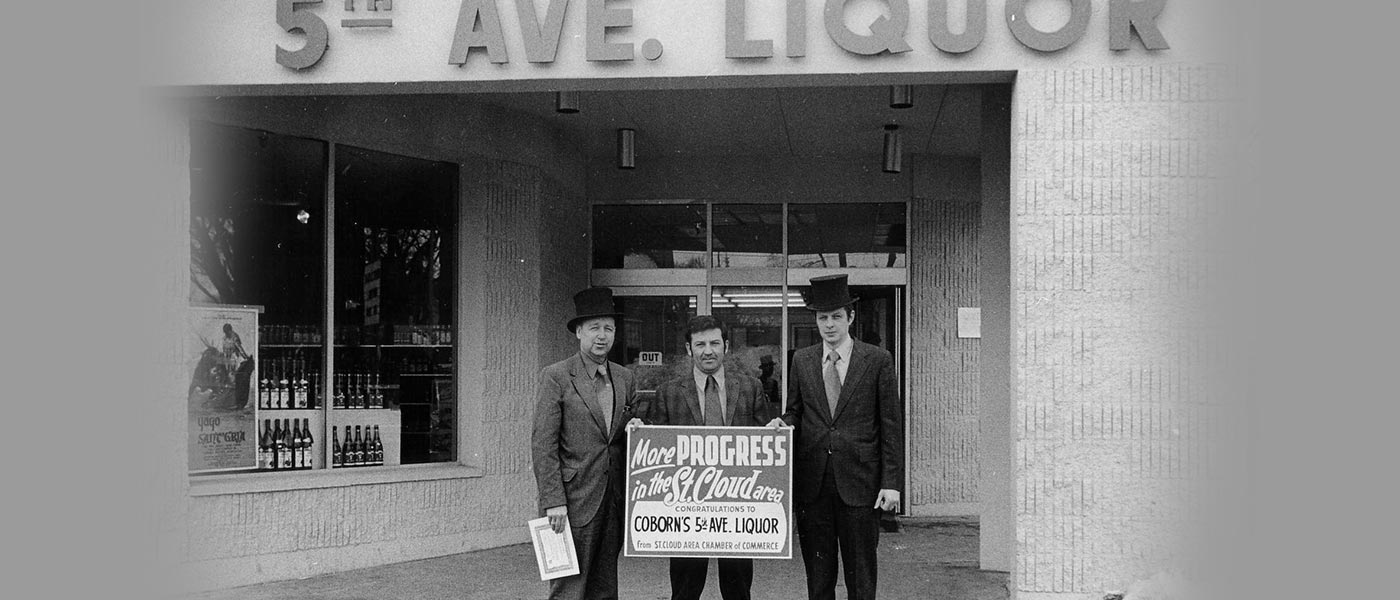 5TH AVE. LIQUOR
OUT
yago
SANT'GRIA
More PROGRESS
in the St. Cloud area
CONGRATULATIONS TO
COBORN'S 5th AVE. LIQUOR
from ST. CLOUD AREA CHAMBER of COMMERCE